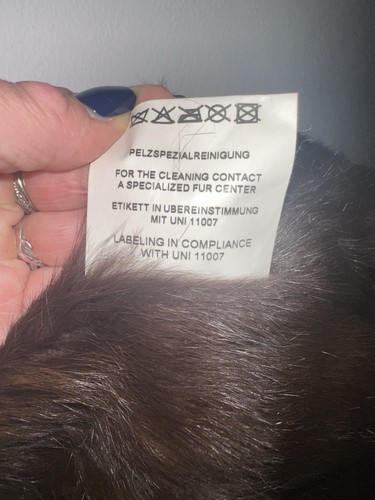 PELZSPEZIALREINIGUNG
FOR THE CLEANING CONTACT
A SPECIALIZED FUR CENTER
ETIKETT IN UBEREINSTIMMUNG
MIT UNI 11007
LABELING IN COMPLIANCE
WITH UNI 11007